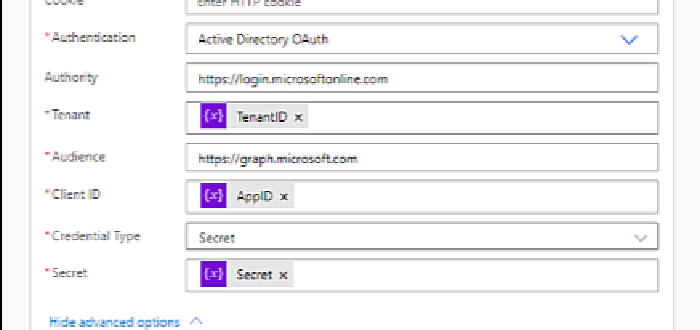 Cookie Enter HTTP cookie
* Authentication Active Directory OAuth
Authority https://login.microsoftonline.com
* Tenant {x} TenantID ×
* Audience https://graph.microsoft.com
* Client ID {x} AppID ×
* Credential Type Secret
* Secret {x} Secret ×
Hide advanced options